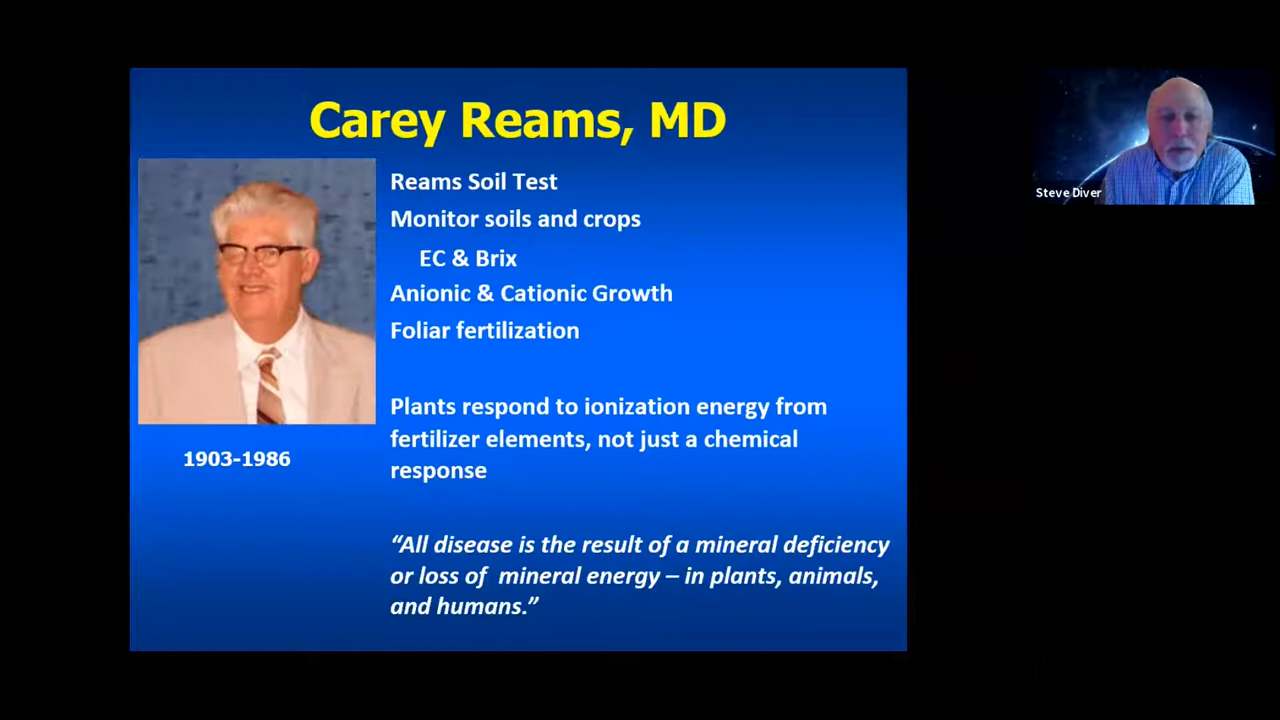 Carey Reams, MD
Reams Soil Test
Monitor soils and crops
EC & Brix
Anionic & Cationic Growth
Foliar fertilization
Plants respond to ionization energy from
fertilizer elements, not just a chemical
response
1903-1986
“All disease is the result of a mineral deficiency
or loss of mineral energy – in plants, animals,
and humans.”
Steve Diver